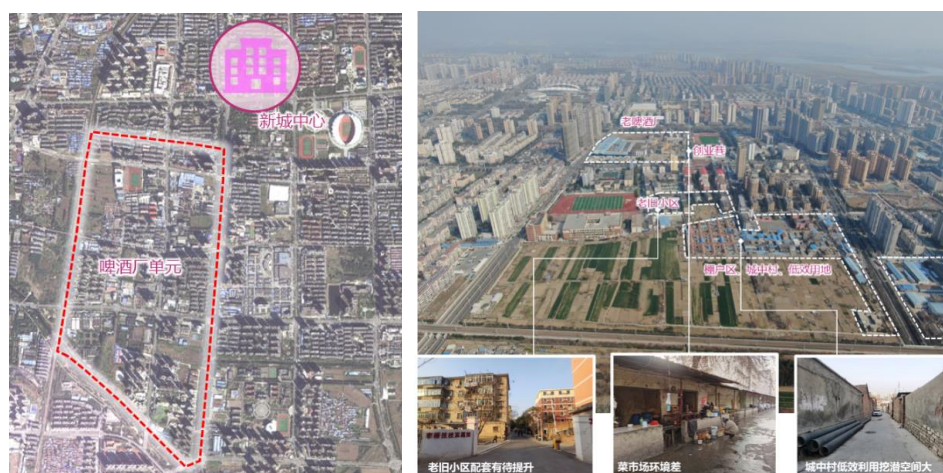 新城中心
啤酒厂单元
老啤酒厂
创业巷
老旧小区
棚户区、城中村、低效用地
老旧小区配套有待提升
菜市场环境差
城中村低效利用挖潜空间大